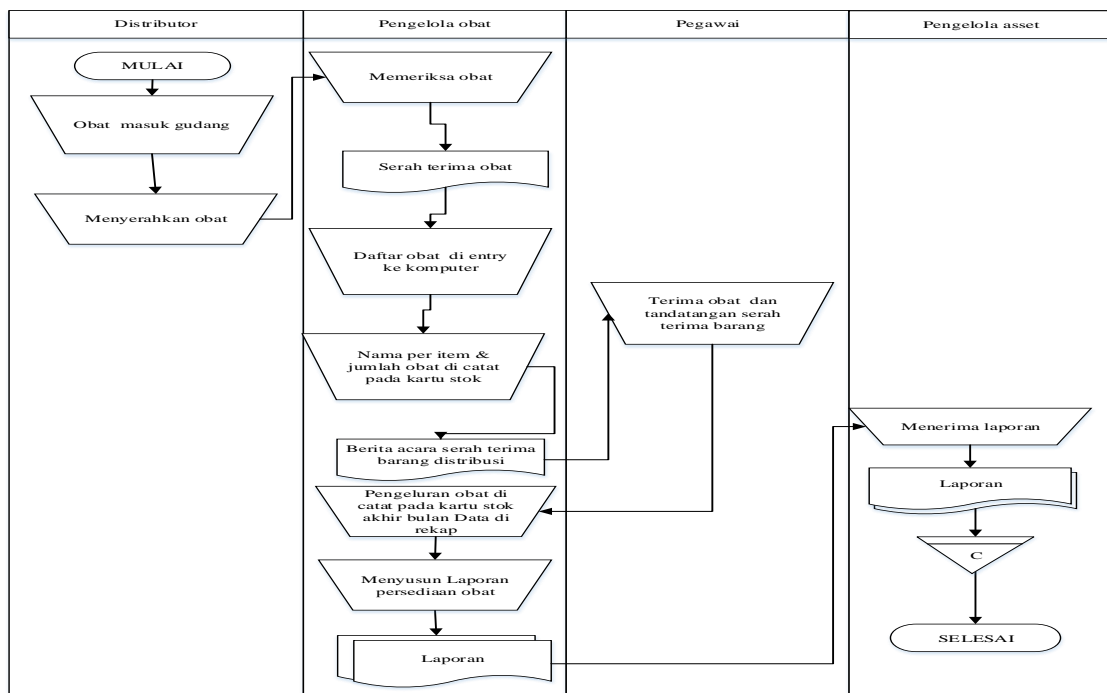 Distributor
Pengelola obat
Pegawai
Pengelola asset
MULAI
Obat masuk gudang
Menyerahkan obat
Memeriksa obat
Serah terima obat
Daftar obat di entry
ke komputer
Nama per item &
jumlah obat di catat
pada kartu stok
Berita acara serah terima
barang distribusi
Pengeluran obat di
catat pada kartu stok
akhir bulan Data di
rekap
Menyusun Laporan
persediaan obat
Laporan
Terima obat dan
tandatangan serah
terima barang
Menerima laporan
Laporan
C
SELESAI